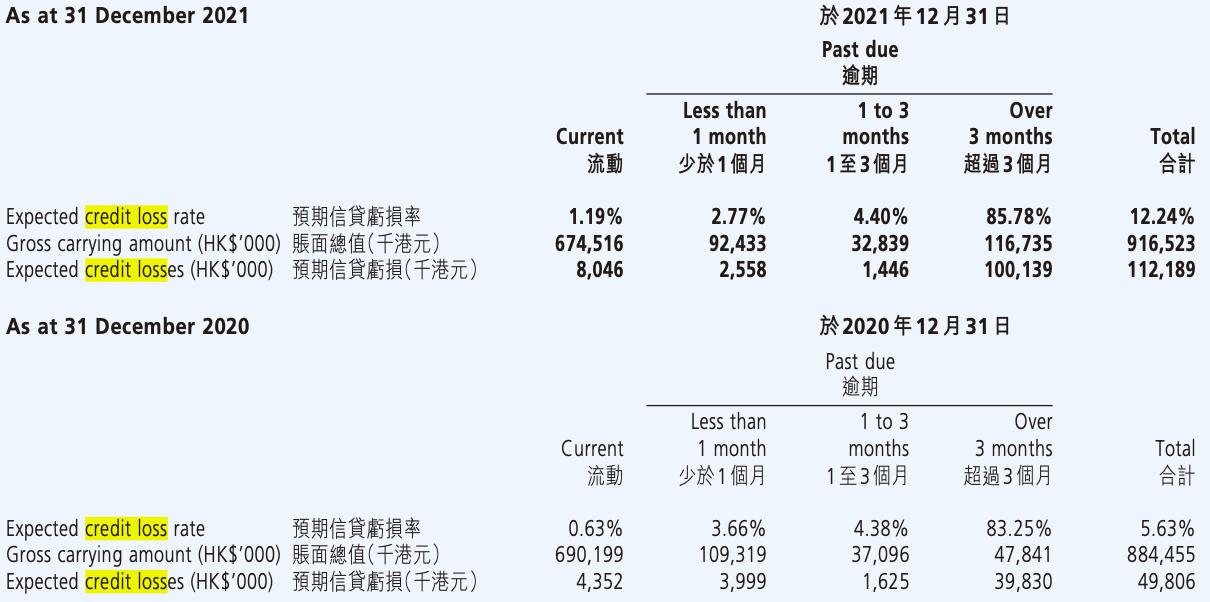 As at 31 December 2021 於2021年12月31日
Past due
逾期
Less than 1 to 3 Over
Current 1 month months 3 months Total
流動 少於1個月 1至3個月 超過3個月 合計
Expected credit loss rate 預期信貸虧損率 1.19% 2.77% 4.40% 85.78% 12.24%
Gross carrying amount (HK$'000) 賬面總值(千港元) 674,516 92,433 32,839 116,735 916,523
Expected credit losses (HK$'000) 預期信貸虧損(千港元) 8,046 2,558 1,446 100,139 112,189
As at 31 December 2020 於2020年12月31日
Past due
逾期
Less than 1 to 3 Over
Current 1 month months 3 months Total
流動 少於1個月 1至3個月 超過3個月 合計
Expected credit loss rate 預期信貸虧損率 0.63% 3.66% 4.38% 83.25% 5.63%
Gross carrying amount (HK$'000) 賬面總值(千港元) 690,199 109,319 37,096 47,841 884,455
Expected credit losses (HK$'000) 預期信貸虧損(千港元) 4,352 3,999 1,625 39,830 49,806